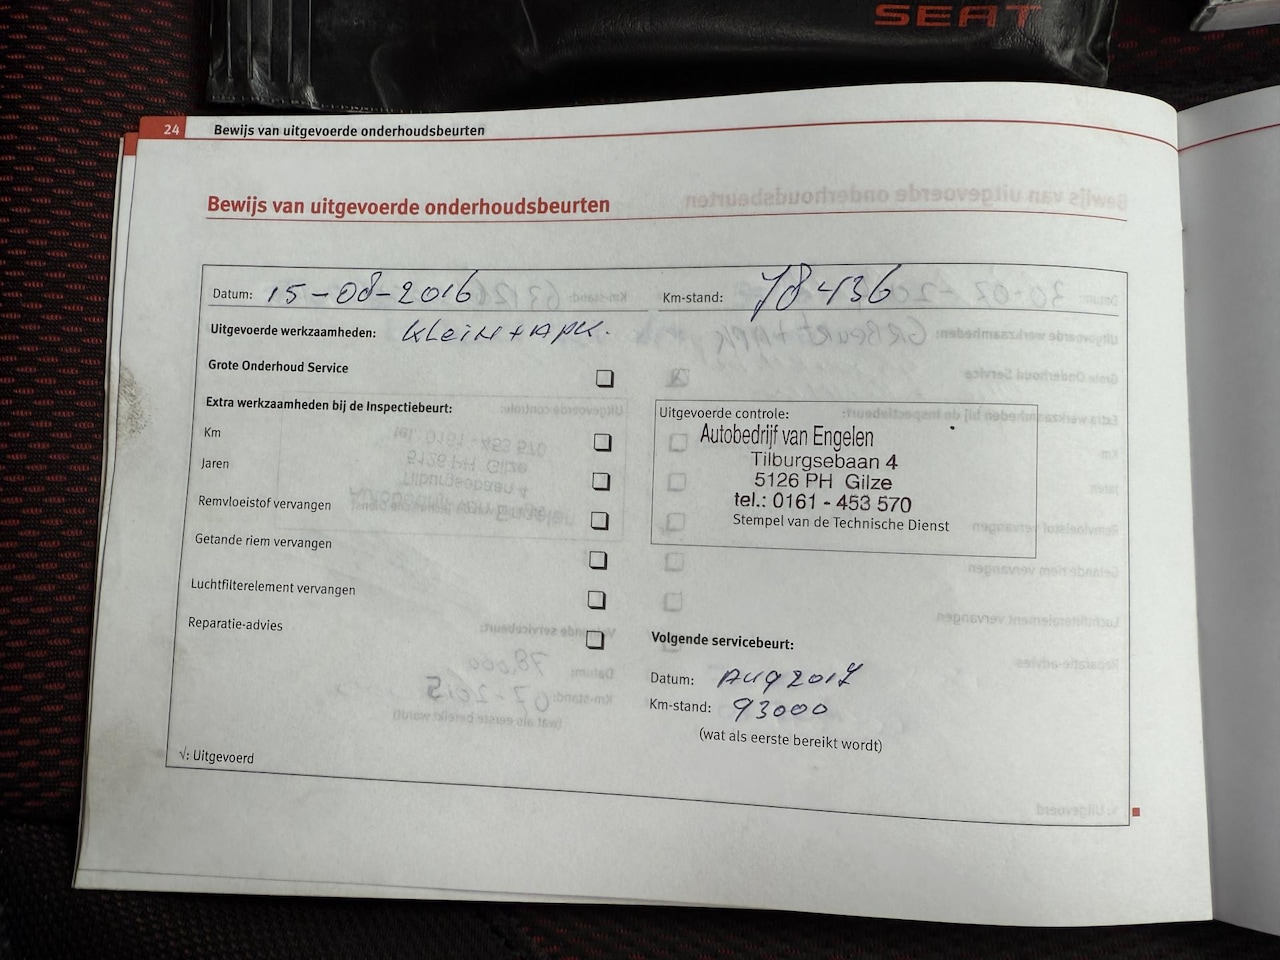 SEAT
24 Bewijs van uitgevoerde onderhoudsbeurten
Bewijs van uitgevoerde onderhoudsbeurten
Datum: 15-08-2016 Km-stand: 78436
Uitgevoerde werkzaamheden: Klein + APK.
Grote Onderhoud Service
Extra werkzaamheden bij de Inspectiebeurt:
Km
Jaren
Remvloeistof vervangen
Getande riem vervangen
Luchtfilterelement vervangen
Reparatie-advies
√: Uitgevoerd
Uitgevoerde controle:
Autobedrijf van Engelen
Tilburgsebaan 4
5126 PH Gilze
tel.: 0161 - 453 570
Stempel van de Technische Dienst
Volgende servicebeurt:
Datum: Aug 2017
Km-stand: 93000
(wat als eerste bereikt wordt)